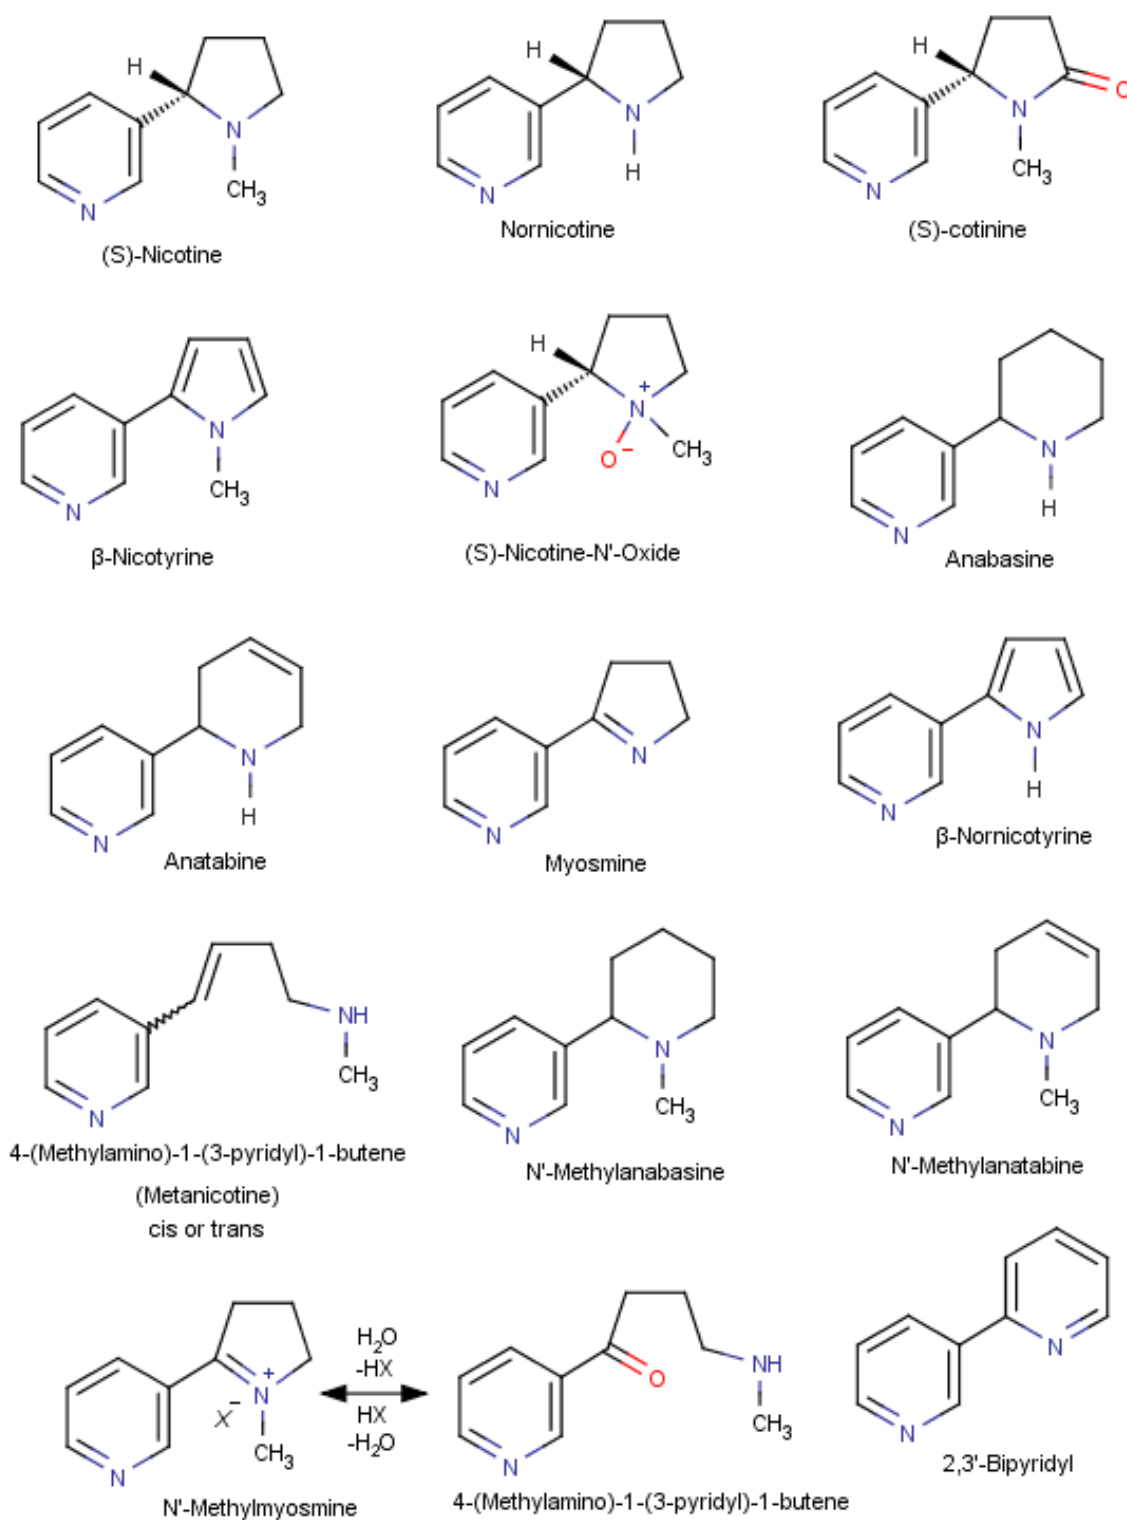 H
N
CH3
N
(S)-Nicotine
H
N
H
N
Nornicotine
H
O
N
CH3
N
(S)-cotinine
N
CH3
N
β-Nicotyrine
H
N+
O−
CH3
N
(S)-Nicotine-N'-Oxide
N
H
N
Anabasine
N
H
N
Anatabine
N
N
Myosmine
N
H
N
β-Nornicotyrine
NH
CH3
N
4-(Methylamino)-1-(3-pyridyl)-1-butene
(Metanicotine)
cis or trans
N
CH3
N
N'-Methylanabasine
N
CH3
N
N'-Methylanatabine
N+
X−
CH3
N
N'-Methylmyosmine
H2O
-HX
HX
-H2O
O
NH
CH3
N
4-(Methylamino)-1-(3-pyridyl)-1-butene
N
N
2,3'-Bipyridyl